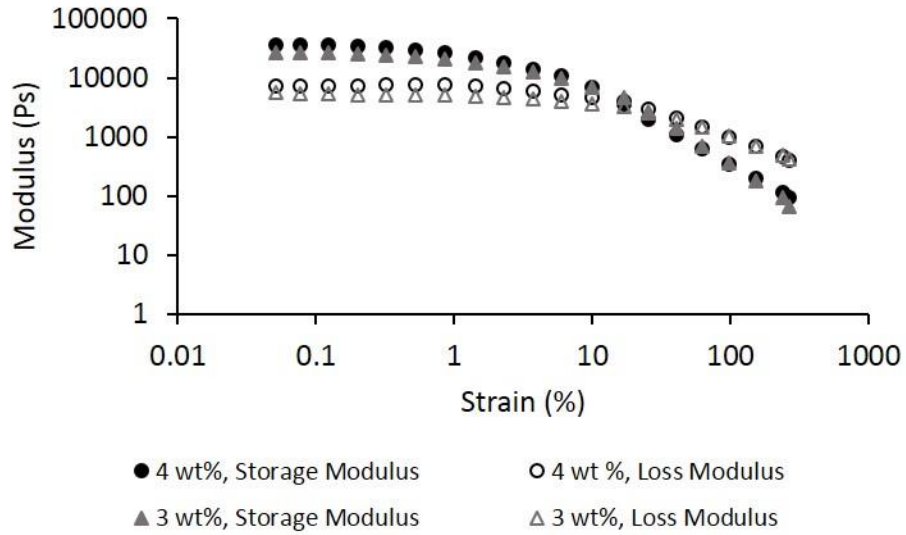 100000
10000
1000
100
10
1
Modulus (Ps)
0.01 0.1 1 10 100 1000
Strain (%)
4 wt%, Storage Modulus 4 wt %, Loss Modulus
3 wt%, Storage Modulus 3 wt%, Loss Modulus